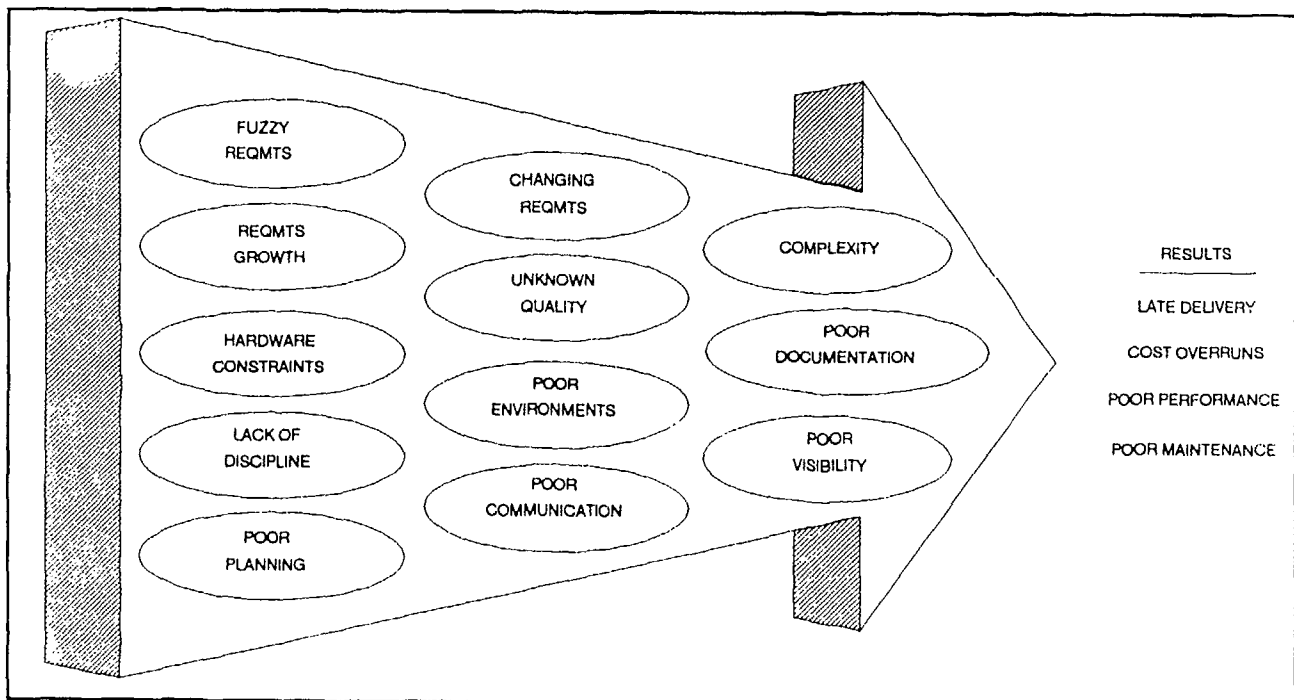 FUZZY
REQMTS
REQMTS
GROWTH
HARDWARE
CONSTRAINTS
LACK OF
DISCIPLINE
POOR
PLANNING
CHANGING
REQMTS
UNKNOWN
QUALITY
POOR
ENVIRONMENTS
POOR
COMMUNICATION
COMPLEXITY
POOR
DOCUMENTATION
POOR
VISIBILITY
RESULTS
LATE DELIVERY
COST OVERRUNS
POOR PERFORMANCE
POOR MAINTENANCE